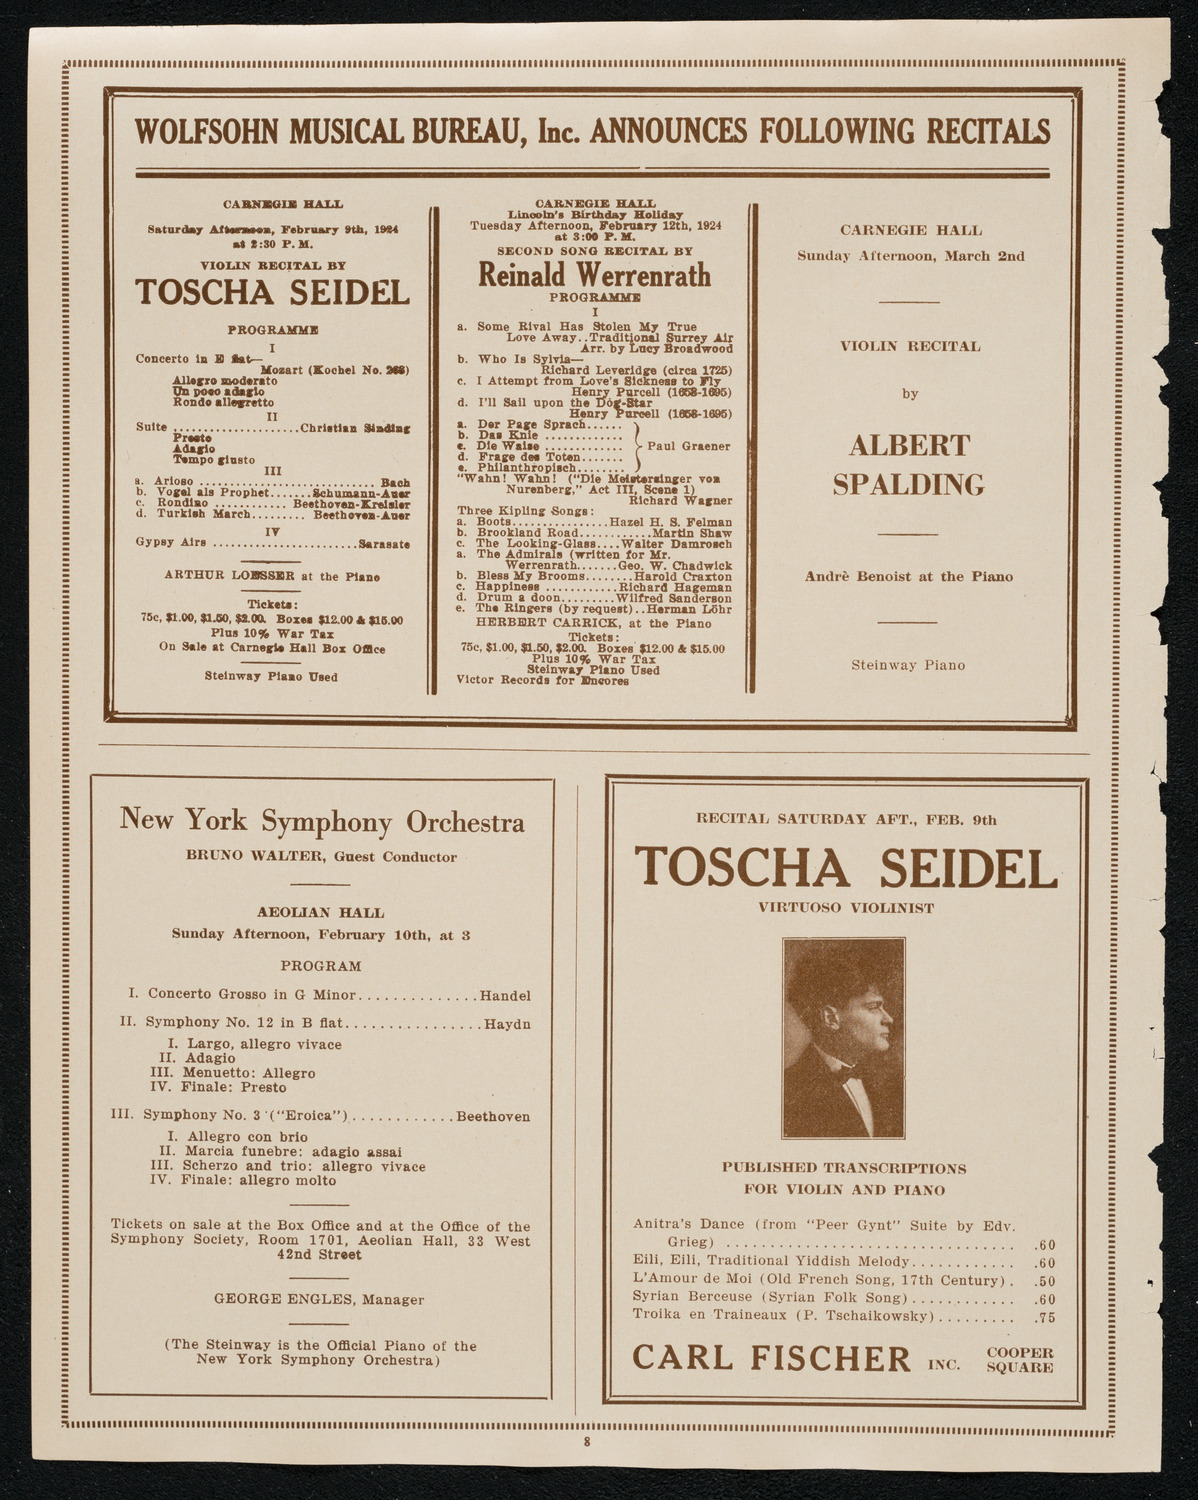 WOLFSOHN MUSICAL BUREAU, Inc. ANNOUNCES FOLLOWING RECITALS
CARNEGIE HALL
Saturday Afternoon, February 9th, 1924
at 2:30 P. M.
VIOLIN RECITAL BY
TOSCHA SEIDEL
PROGRAMME
I
Concerto in E flat—
Mozart (Kochel No. 268)
Allegro moderato
Un poco adagio
Rondo allegretto
II
Suite ....................Christian Sinding
Presto
Adagio
Tempo giusto
III
a. Arioso ............................ Bach
b. Vogel als Prophet.......Schumann-Auer
c. Rondino ............ Beethoven-Kreisler
d. Turkish March......... Beethoven-Auer
IV
Gypsy Airs .......................Sarasate
ARTHUR LOESSER at the Piano
Tickets:
75c, $1.00, $1.50, $2.00. Boxes $12.00 & $15.00
Plus 10% War Tax
On Sale at Carnegie Hall Box Office
Steinway Piano Used
CARNEGIE HALL
Lincoln's Birthday Holiday
Tuesday Afternoon, February 12th, 1924
at 3:00 P. M.
SECOND SONG RECITAL BY
Reinald Werrenrath
PROGRAMME
I
a. Some Rival Has Stolen My True
Love Away..Traditional Surrey Air
Arr. by Lucy Broadwood
b. Who Is Sylvia—
Richard Leveridge (circa 1725)
c. I Attempt from Love's Sickness to Fly
Henry Purcell (1658-1695)
d. I'll Sail upon the Dog-Star
Henry Purcell (1658-1695)
a. Der Page Sprach......
b. Das Knie ............
c. Die Waise ............ Paul Graener
d. Frage des Toten.......
e. Philanthropisch........
"Wahn! Wahn! ("Die Meistersinger von
Nurenberg," Act III, Scene 1)
Richard Wagner
Three Kipling Songs:
a. Boots...............Hazel H. S. Felman
b. Brookland Road...........Martin Shaw
c. The Looking-Glass....Walter Damrosch
a. The Admirals (written for Mr.
Werrenrath.......Geo. W. Chadwick
b. Bless My Brooms........Harold Craxton
c. Happiness ............Richard Hageman
d. Drum a doon.........Wilfred Sanderson
e. The Ringers (by request)..Herman Löhr
HERBERT CARRICK, at the Piano
Tickets:
75c, $1.00, $1.50, $2.00. Boxes $12.00 & $15.00
Plus 10% War Tax
Steinway Piano Used
Victor Records for Encores
CARNEGIE HALL
Sunday Afternoon, March 2nd
VIOLIN RECITAL
by
ALBERT
SPALDING
Andrè Benoist at the Piano
Steinway Piano
New York Symphony Orchestra
BRUNO WALTER, Guest Conductor
AEOLIAN HALL
Sunday Afternoon, February 10th, at 3
PROGRAM
I. Concerto Grosso in G Minor..............Handel
II. Symphony No. 12 in B flat................Haydn
I. Largo, allegro vivace
II. Adagio
III. Menuetto: Allegro
IV. Finale: Presto
III. Symphony No. 3 ("Eroica")............Beethoven
I. Allegro con brio
II. Marcia funebre: adagio assai
III. Scherzo and trio: allegro vivace
IV. Finale: allegro molto
Tickets on sale at the Box Office and at the Office of the
Symphony Society, Room 1701, Aeolian Hall, 33 West
42nd Street
GEORGE ENGLES, Manager
(The Steinway is the Official Piano of the
New York Symphony Orchestra)
RECITAL SATURDAY AFT., FEB. 9th
TOSCHA SEIDEL
VIRTUOSO VIOLINIST
PUBLISHED TRANSCRIPTIONS
FOR VIOLIN AND PIANO
Anitra's Dance (from "Peer Gynt" Suite by Edv.
Grieg) ................................. .60
Eili, Eili, Traditional Yiddish Melody............ .60
L'Amour de Moi (Old French Song, 17th Century). .50
Syrian Berceuse (Syrian Folk Song)............ .60
Troika en Traineaux (P. Tschaikowsky)......... .75
CARL FISCHER INC. COOPER
SQUARE
8